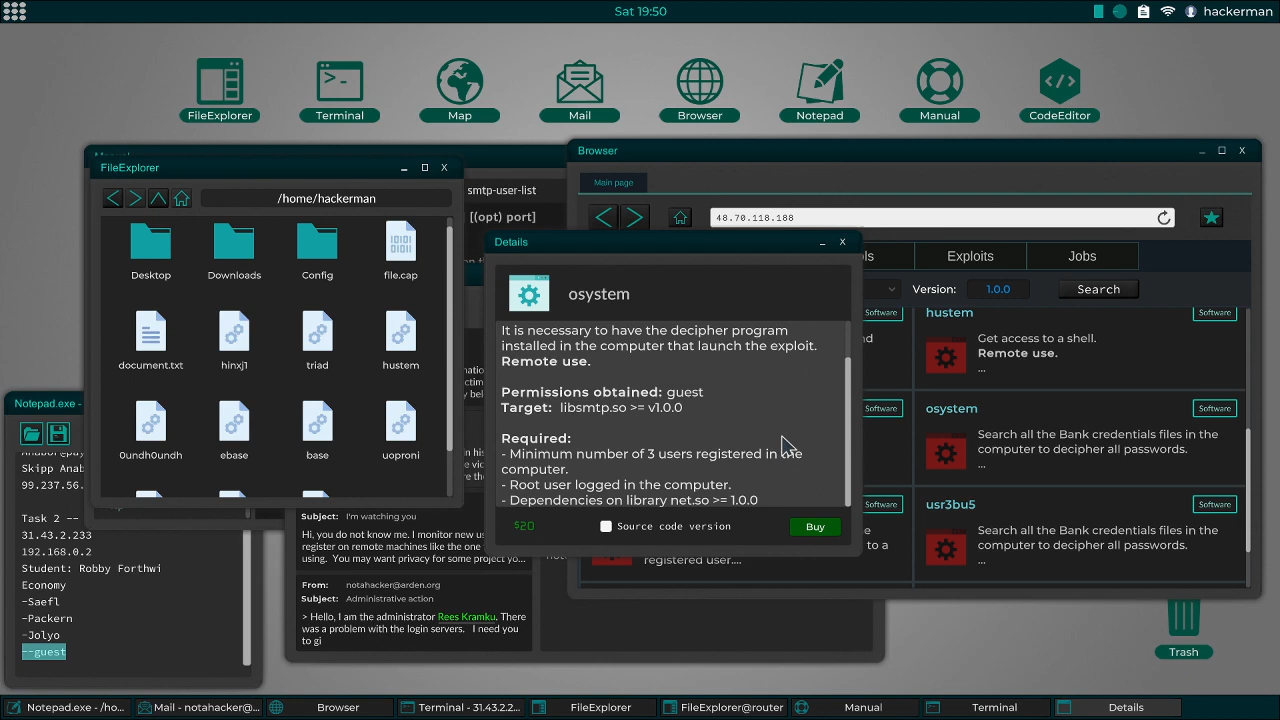 Sat 19:50
hackerman
FileExplorer
Terminal
Map
Mail
Browser
Notepad
Manual
CodeEditor
FileExplorer
/home/hackerman
Desktop
Downloads
Config
file.cap
document.txt
hinxj1
triad
hustem
0undh0undh
ebase
base
uoproni
smtp-user-list
[(opt) port]
Browser
Main page
48.70.118.188
Exploits
Jobs
Version:
1.0.0
Search
hustem
Software
Get access to a shell.
Remote use.
...
osystem
Software
Search all the Bank credentials files in the
computer to decipher all passwords.
...
usr3bu5
Software
Search all the Bank credentials files in the
computer to decipher all passwords.
...
Software
Software
Software
to a
registered user....
Details
osystem
It is necessary to have the decipher program
installed in the computer that launch the exploit.
Remote use.
Permissions obtained: guest
Target: libsmtp.so >= v1.0.0
Required:
- Minimum number of 3 users registered in the
computer.
- Root user logged in the computer.
- Dependencies on library net.so >= 1.0.0
$20
Source code version
Buy
Notepad.exe -
Skipp Anab
99.237.56.
Task 2 --
31.43.2.233
192.168.0.2
Student: Robby Forthwi
Economy
-Saefl
-Packern
-Jolyo
--guest
Subject: I'm watching you
Hi, you do not know me. I monitor new us
register on remote machines like the one
using. You may want privacy for some project yo...
From: notahacker@arden.org
Subject: Administrative action
> Hello, I am the administrator Rees Kramku. There
was a problem with the login servers. I need you
to gi
Trash
Notepad.exe - /ho...
Mail - notahacker@...
Browser
Terminal - 31.43.2.2...
FileExplorer
FileExplorer@router
Manual
Terminal
Details